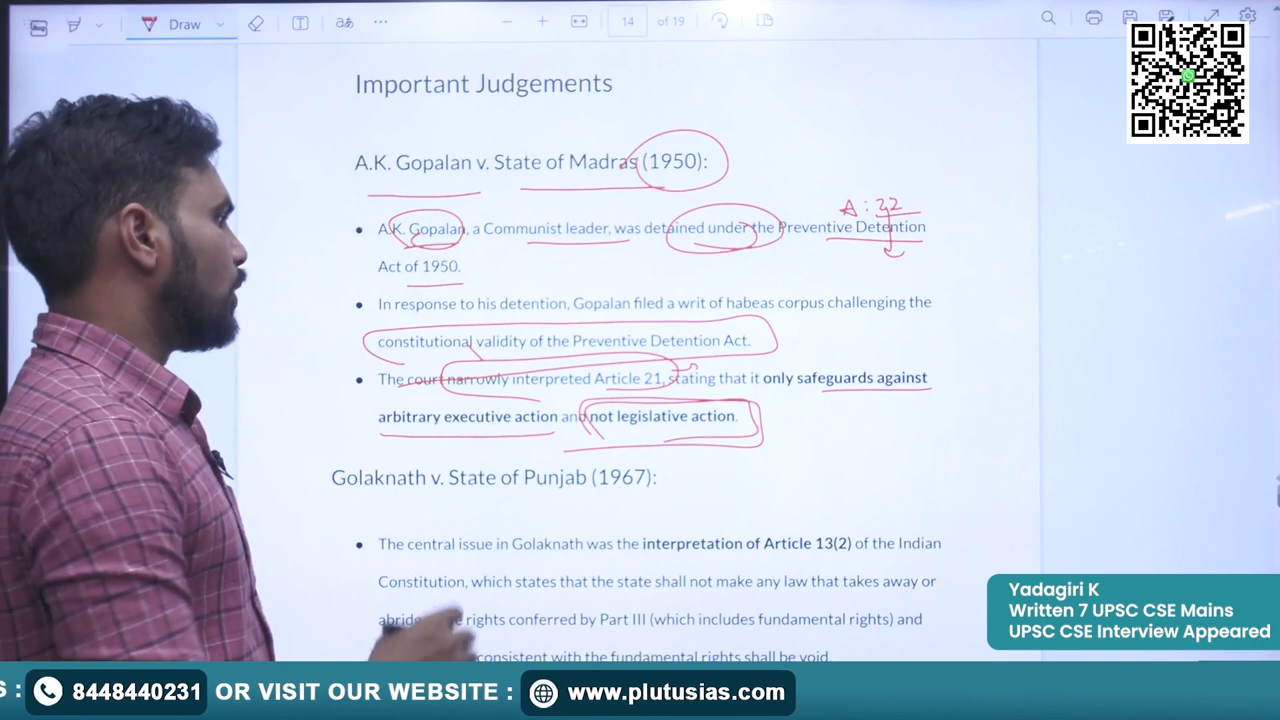 Draw
aあ
14 of 19
Important Judgements
A.K. Gopalan v. State of Madras (1950):
A : 22
A.K. Gopalan, a Communist leader, was detained under the Preventive Detention
Act of 1950.
In response to his detention, Gopalan filed a writ of habeas corpus challenging the
constitutional validity of the Preventive Detention Act.
The court narrowly interpreted Article 21, stating that it only safeguards against
arbitrary executive action and not legislative action.
Golaknath v. State of Punjab (1967):
The central issue in Golaknath was the interpretation of Article 13(2) of the Indian
Constitution, which states that the state shall not make any law that takes away or
rights conferred by Part III (which includes fundamental rights) and
consistent with the fundamental rights shall be void.
Yadagiri K
Written 7 UPSC CSE Mains
UPSC CSE Interview Appeared
S : 8448440231 OR VISIT OUR WEBSITE : www.plutusias.com